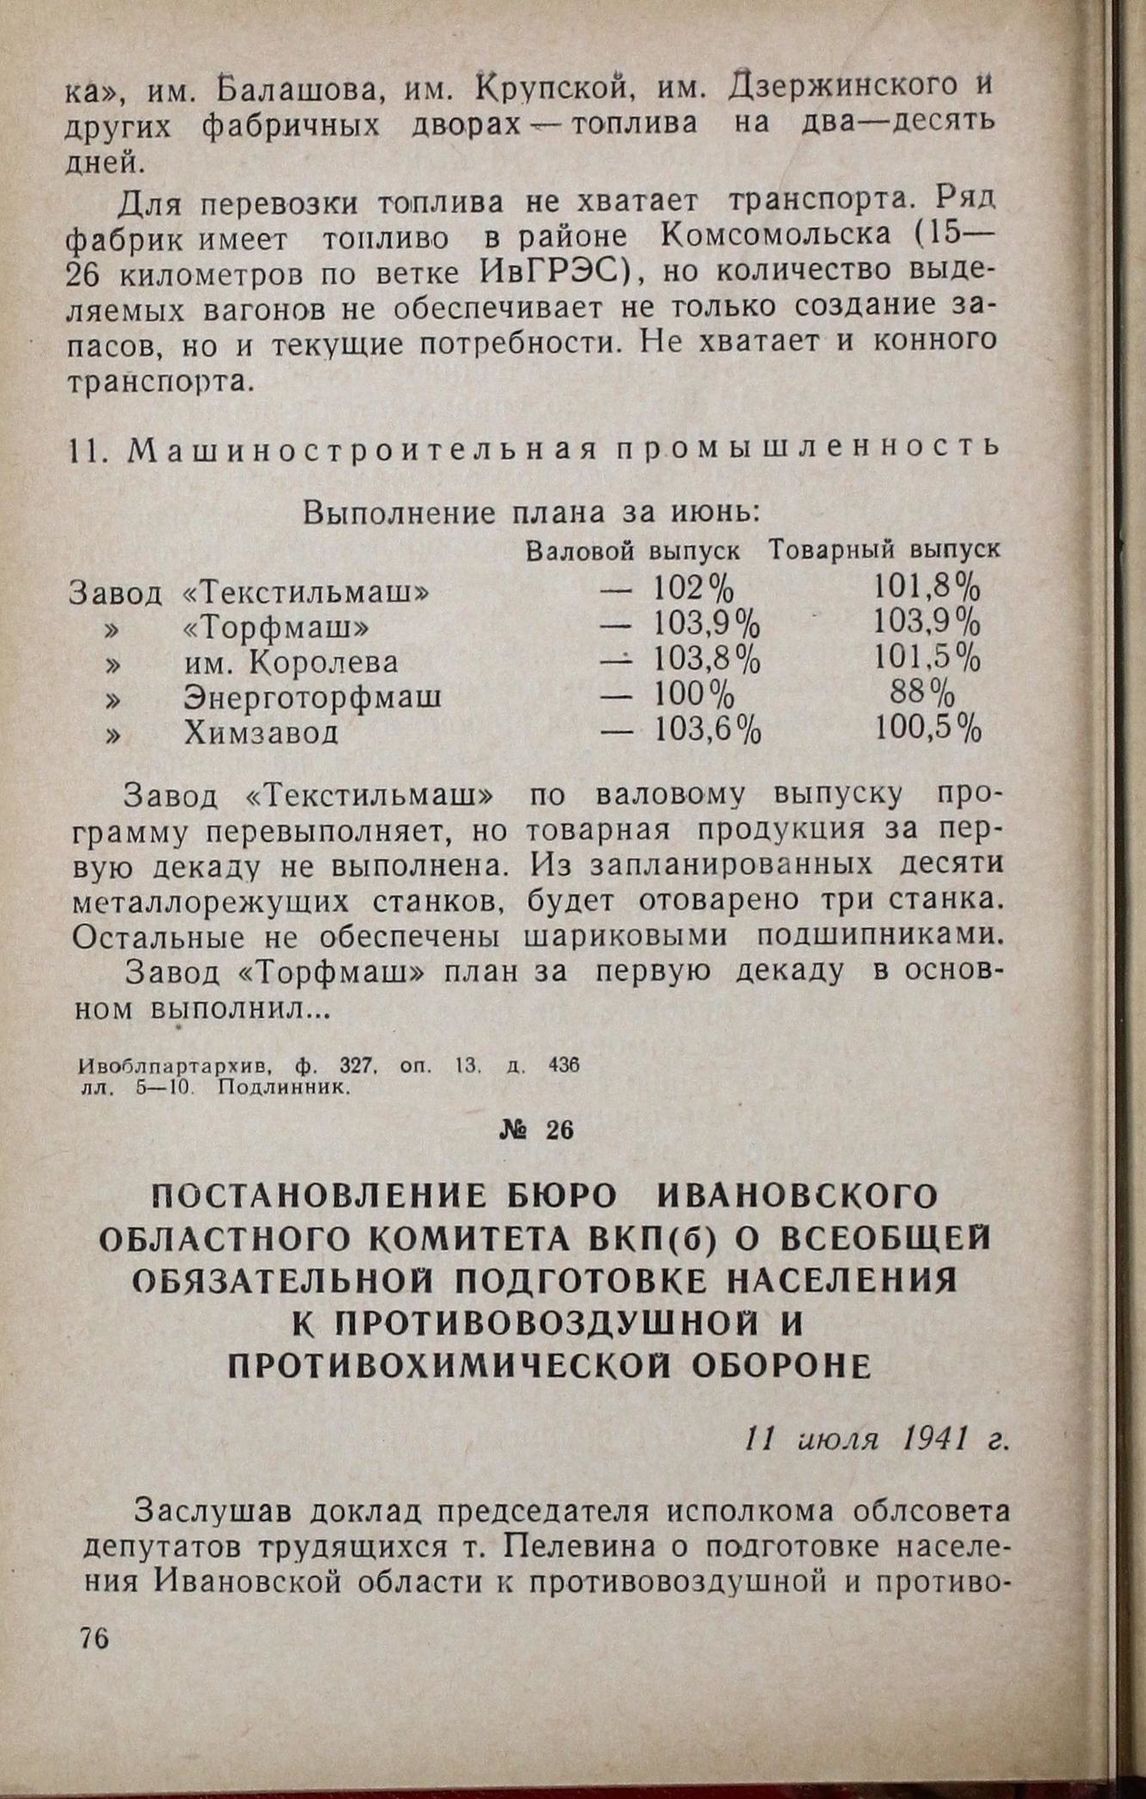 ка», им. Балашова, им. Крупской, им. Дзержинского и
других фабричных дворах — топлива на два—десять
дней.
Для перевозки топлива не хватает транспорта. Ряд
фабрик имеет топливо в районе Комсомольска (15—
26 километров по ветке ИвГРЭС), но количество выде-
ляемых вагонов не обеспечивает не только создание за-
пасов, но и текущие потребности. Не хватает и конного
транспорта.
11. Машиностроительная промышленность
Выполнение плана за июнь:
Валовой выпуск Товарный выпуск
Завод «Текстильмаш» — 102% 101,8%
» «Торфмаш» — 103,9% 103,9%
» им. Королева — 103,8% 101,5%
» Энерготорфмаш — 100% 88%
» Химзавод — 103,6% 100,5%
Завод «Текстильмаш» по валовому выпуску про-
грамму перевыполняет, но товарная продукция за пер-
вую декаду не выполнена. Из запланированных десяти
металлорежущих станков, будет отоварено три станка.
Остальные не обеспечены шариковыми подшипниками.
Завод «Торфмаш» план за первую декаду в основ-
ном выполнил...
Ивоблпартархив, ф. 327, оп. 13, д. 436
лл. 5—10. Подлинник.
№ 26
ПОСТАНОВЛЕНИЕ БЮРО ИВАНОВСКОГО
ОБЛАСТНОГО КОМИТЕТА ВКП(б) О ВСЕОБЩЕЙ
ОБЯЗАТЕЛЬНОЙ ПОДГОТОВКЕ НАСЕЛЕНИЯ
К ПРОТИВОВОЗДУШНОЙ И
ПРОТИВОХИМИЧЕСКОЙ ОБОРОНЕ
11 июля 1941 г.
Заслушав доклад председателя исполкома облсовета
депутатов трудящихся т. Пелевина о подготовке населе-
ния Ивановской области к противовоздушной и противо-
76